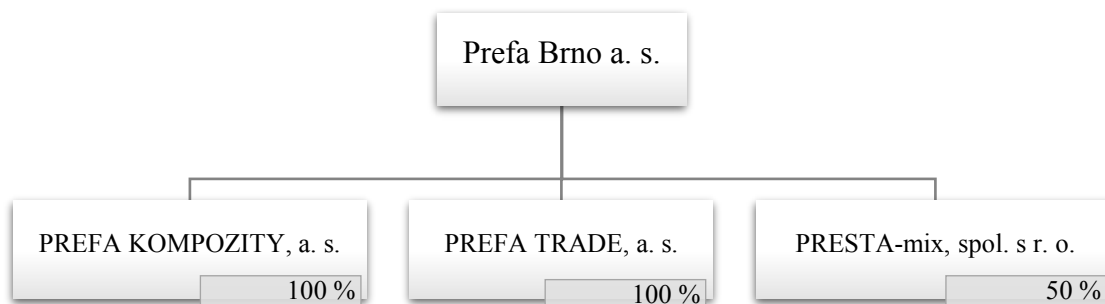 Prefa Brno a. s.
PREFA KOMPOZITY, a. s.
100 %
PREFA TRADE, a. s.
100 %
PRESTA-mix, spol. s r. o.
50 %